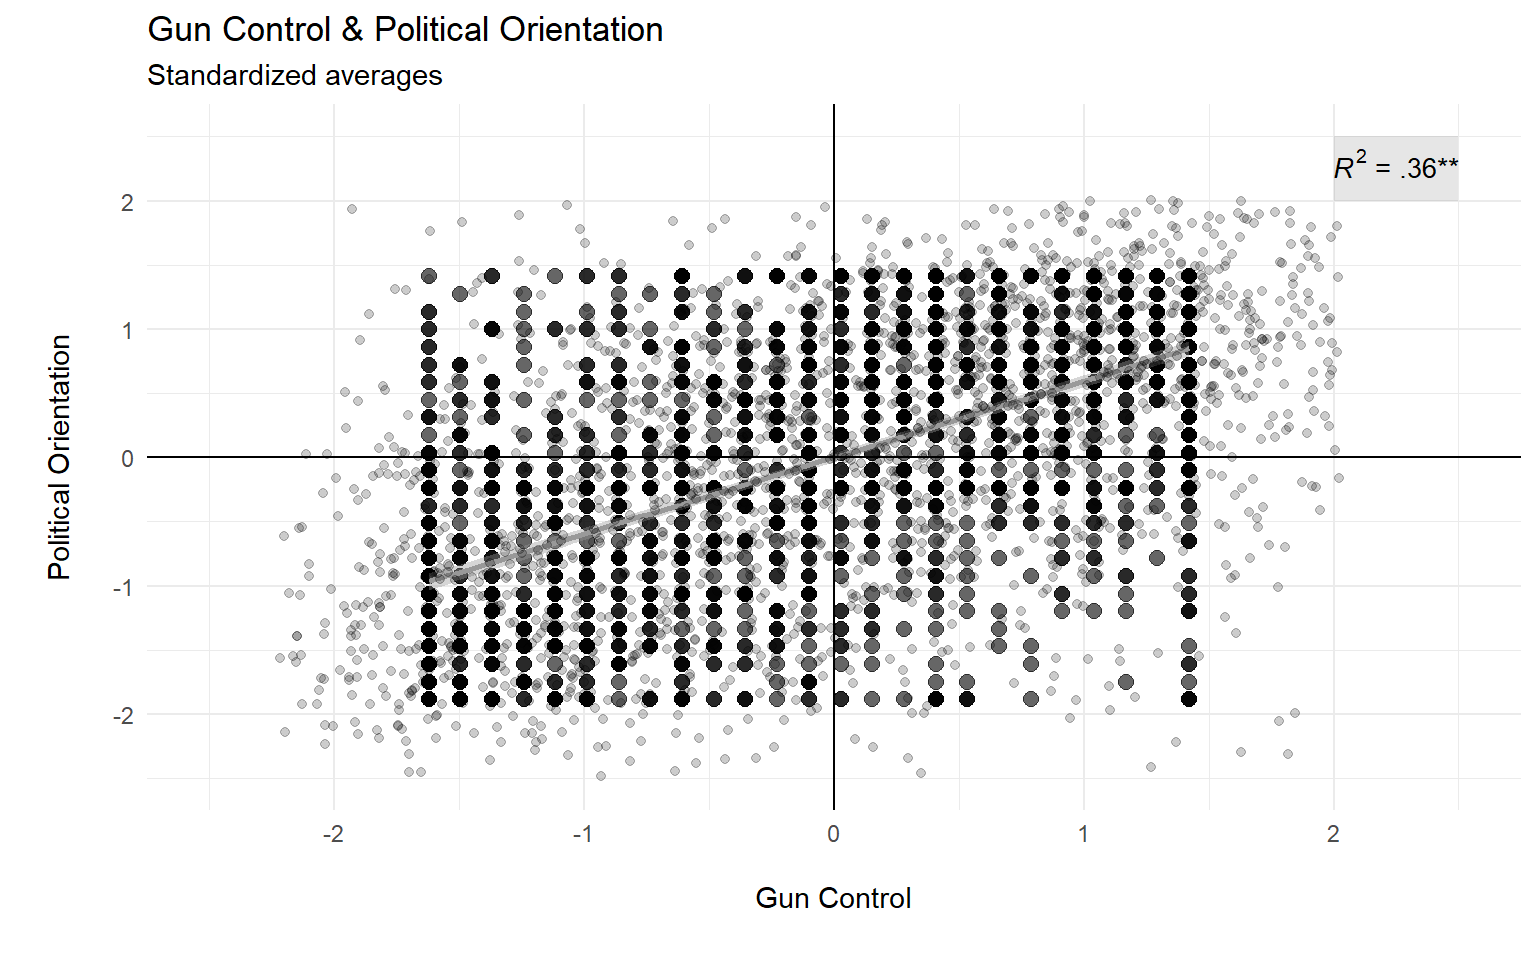 Gun Control & Political Orientation
Standardized averages
R² = .36**
2
1
0
-1
-2
Political Orientation
-2
-1
0
1
2
Gun Control